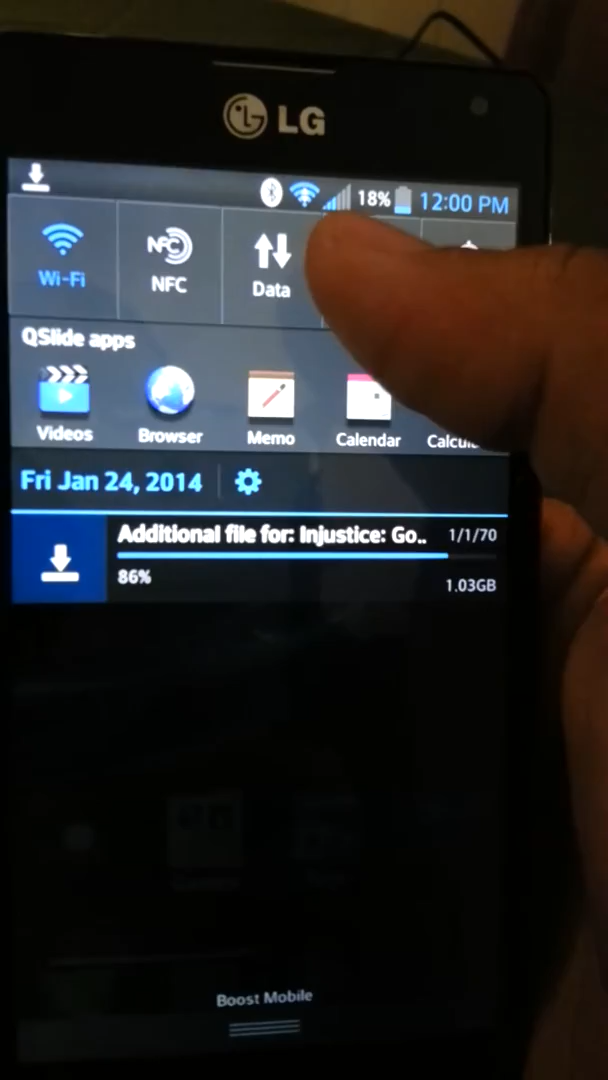 LG
18% 12:00 PM
Wi-Fi
NFC
NFC
Data
QSlide apps
Videos
Browser
Memo
Calendar
Fri Jan 24, 2014
Additional file for: Injustice: Go..
1/1/70
86%
1.03GB
Boost Mobile